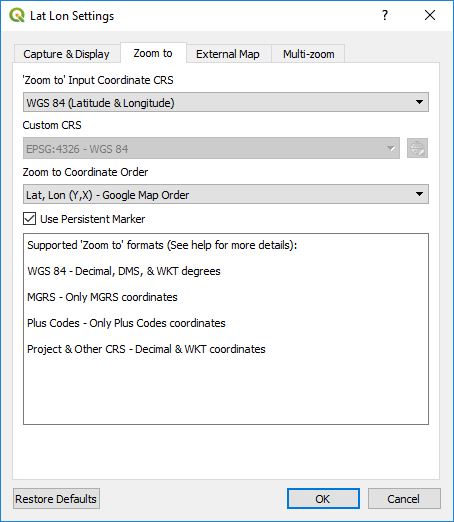 Lat Lon Settings
?
Capture & Display
Zoom to
External Map
Multi-zoom
'Zoom to' Input Coordinate CRS
WGS 84 (Latitude & Longitude)
Custom CRS
EPSG:4326 - WGS 84
Zoom to Coordinate Order
Lat, Lon (Y,X) - Google Map Order
Use Persistent Marker
Supported 'Zoom to' formats (See help for more details):
WGS 84 - Decimal, DMS, & WKT degrees
MGRS - Only MGRS coordinates
Plus Codes - Only Plus Codes coordinates
Project & Other CRS - Decimal & WKT coordinates
Restore Defaults
OK
Cancel